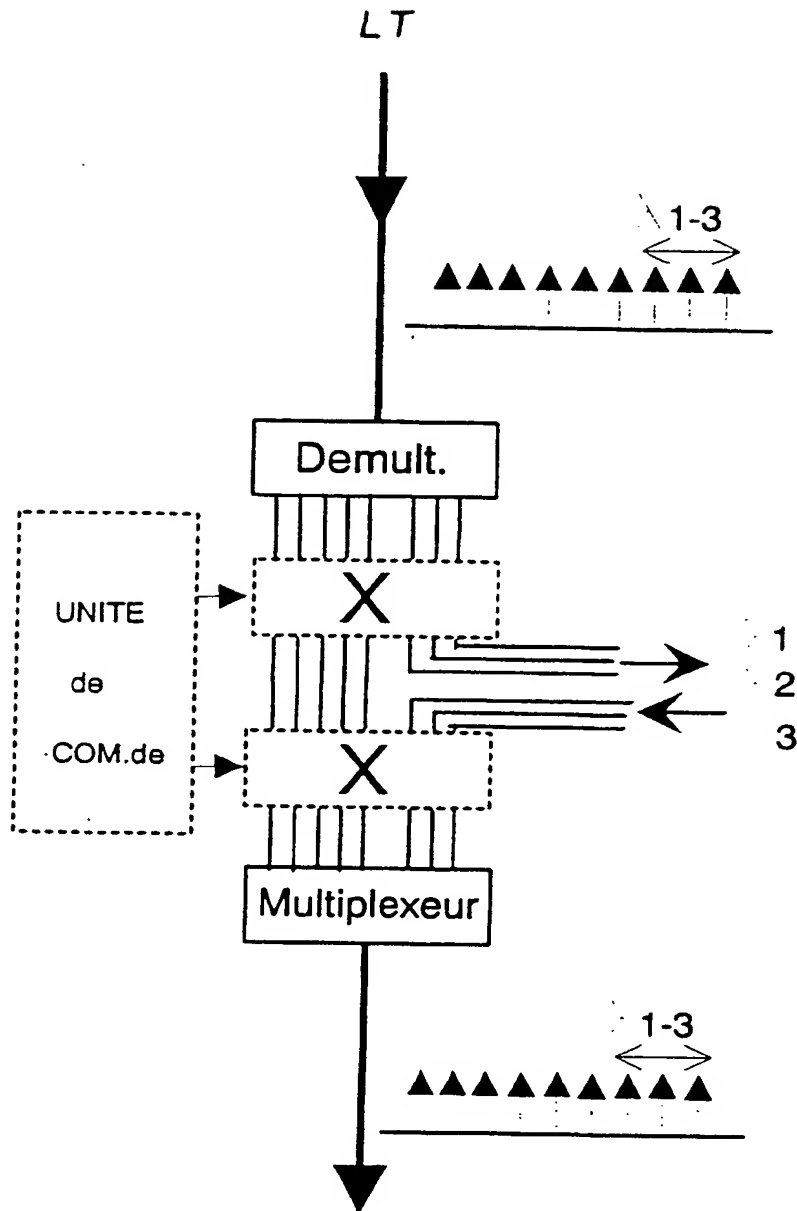 LT
1-3
Demult.
X
UNITE
de
COM.de
1
2
3
X
Multiplexeur
1-3